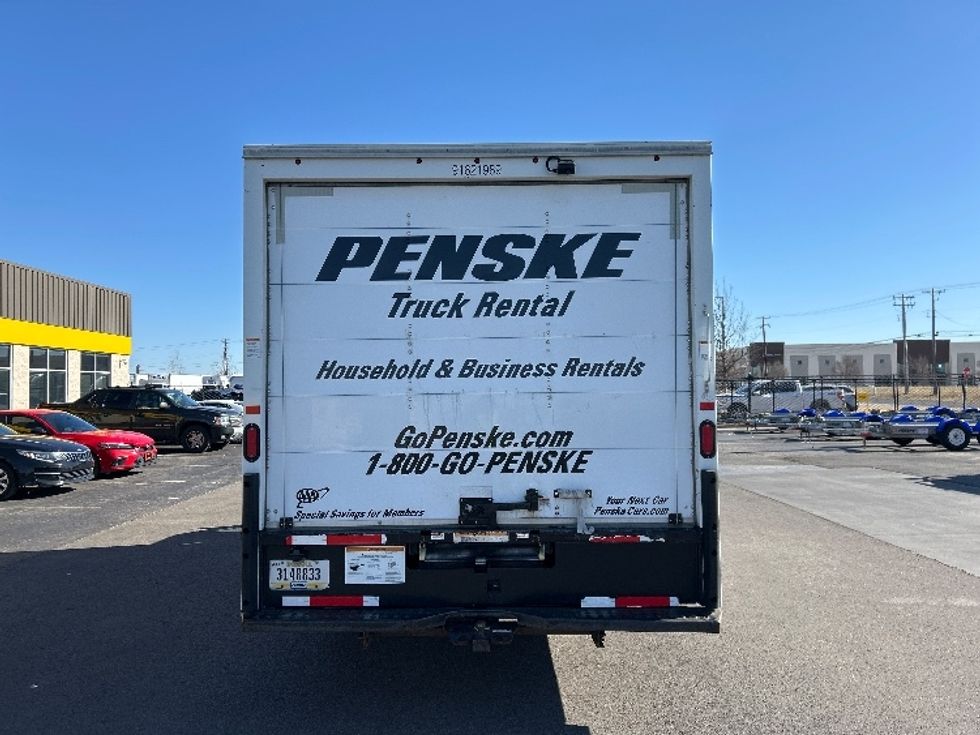 91821952
PENSKE
Truck Rental
Household & Business Rentals
GoPenske.com
1-800-GO-PENSKE
Special Savings for Members
Your Next Car
PenskeCars.com
3148833